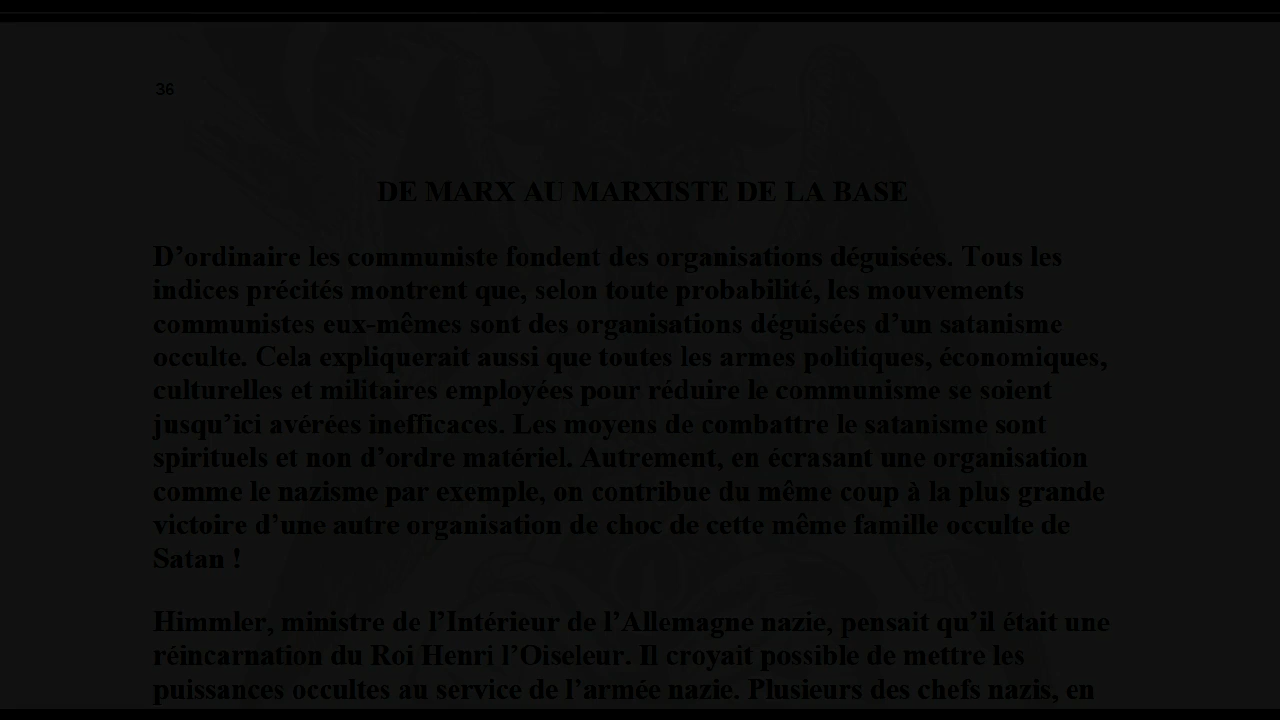 36
DE MARX AU MARXISTE DE LA BASE
D’ordinaire les communiste fondent des organisations déguisées. Tous les
indices précités montrent que, selon toute probabilité, les mouvements
communistes eux-mêmes sont des organisations déguisées d’un satanisme
occulte. Cela expliquerait aussi que toutes les armes politiques, économiques,
culturelles et militaires employées pour réduire le communisme se soient
jusqu’ici avérées inefficaces. Les moyens de combattre le satanisme sont
spirituels et non d’ordre matériel. Autrement, en écrasant une organisation
comme le nazisme par exemple, on contribue du même coup à la plus grande
victoire d’une autre organisation de choc de cette même famille occulte de
Satan !
Himmler, ministre de l’Intérieur de l’Allemagne nazie, pensait qu’il était une
réincarnation du Roi Henri l’Oiseleur. Il croyait possible de mettre les
puissances occultes au service de l’armée nazie. Plusieurs des chefs nazis, en